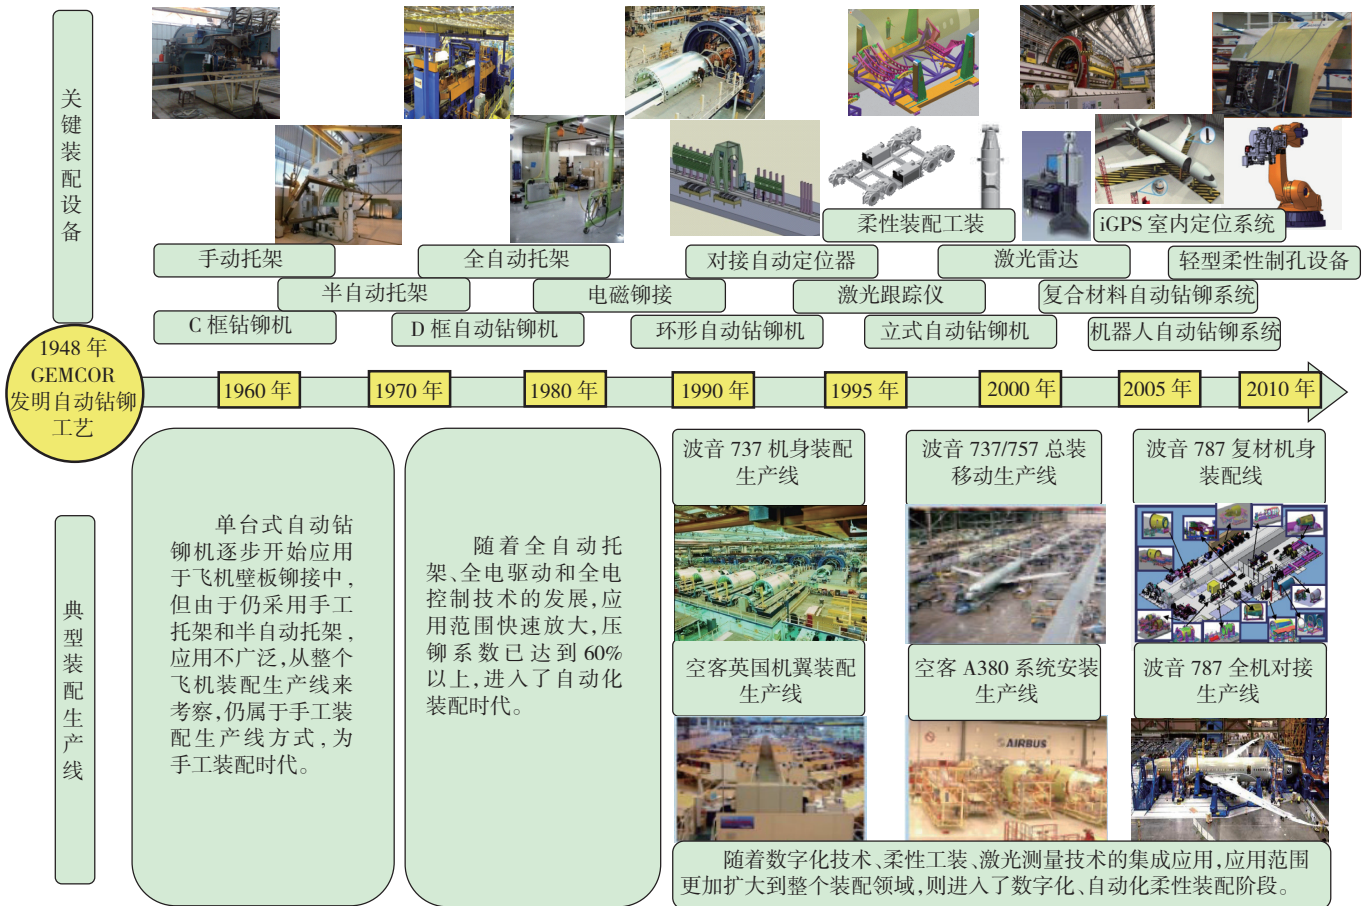 关
键
装
配
设
备
柔性装配工装
iGPS 室内定位系统
手动托架
全自动托架
对接自动定位器
激光雷达
轻型柔性制孔设备
半自动托架
电磁铆接
激光跟踪仪
复合材料自动钻铆系统
C 框钻铆机
D 框自动钻铆机
环形自动钻铆机
立式自动钻铆机
机器人自动钻铆系统
1948 年
GEMCOR
发明自动钻铆
工艺
1960 年
1970 年
1980 年
1990 年
1995 年
2000 年
2005 年
2010 年
典
型
装
配
生
产
线
单台式自动钻
铆机逐步开始应用
于飞机壁板铆接中,
但由于仍采用手工
托架和半自动托架,
应用不广泛,从整个
飞机装配生产线来
考察,仍属于手工装
配生产线方式,为
手工装配时代。
随着全自动托
架、全电驱动和全电
控制技术的发展,应
用范围快速放大,压
铆系数已达到 60%
以上,进入了自动化
装配时代。
波音 737 机身装配
生产线
波音 737/757 总装
移动生产线
波音 787 复材机身
装配线
空客英国机翼装配
生产线
空客 A380 系统安装
生产线
波音 787 全机对接
生产线
AIRBUS
随着数字化技术、柔性工装、激光测量技术的集成应用,应用范围
更加扩大到整个装配领域,则进入了数字化、自动化柔性装配阶段。